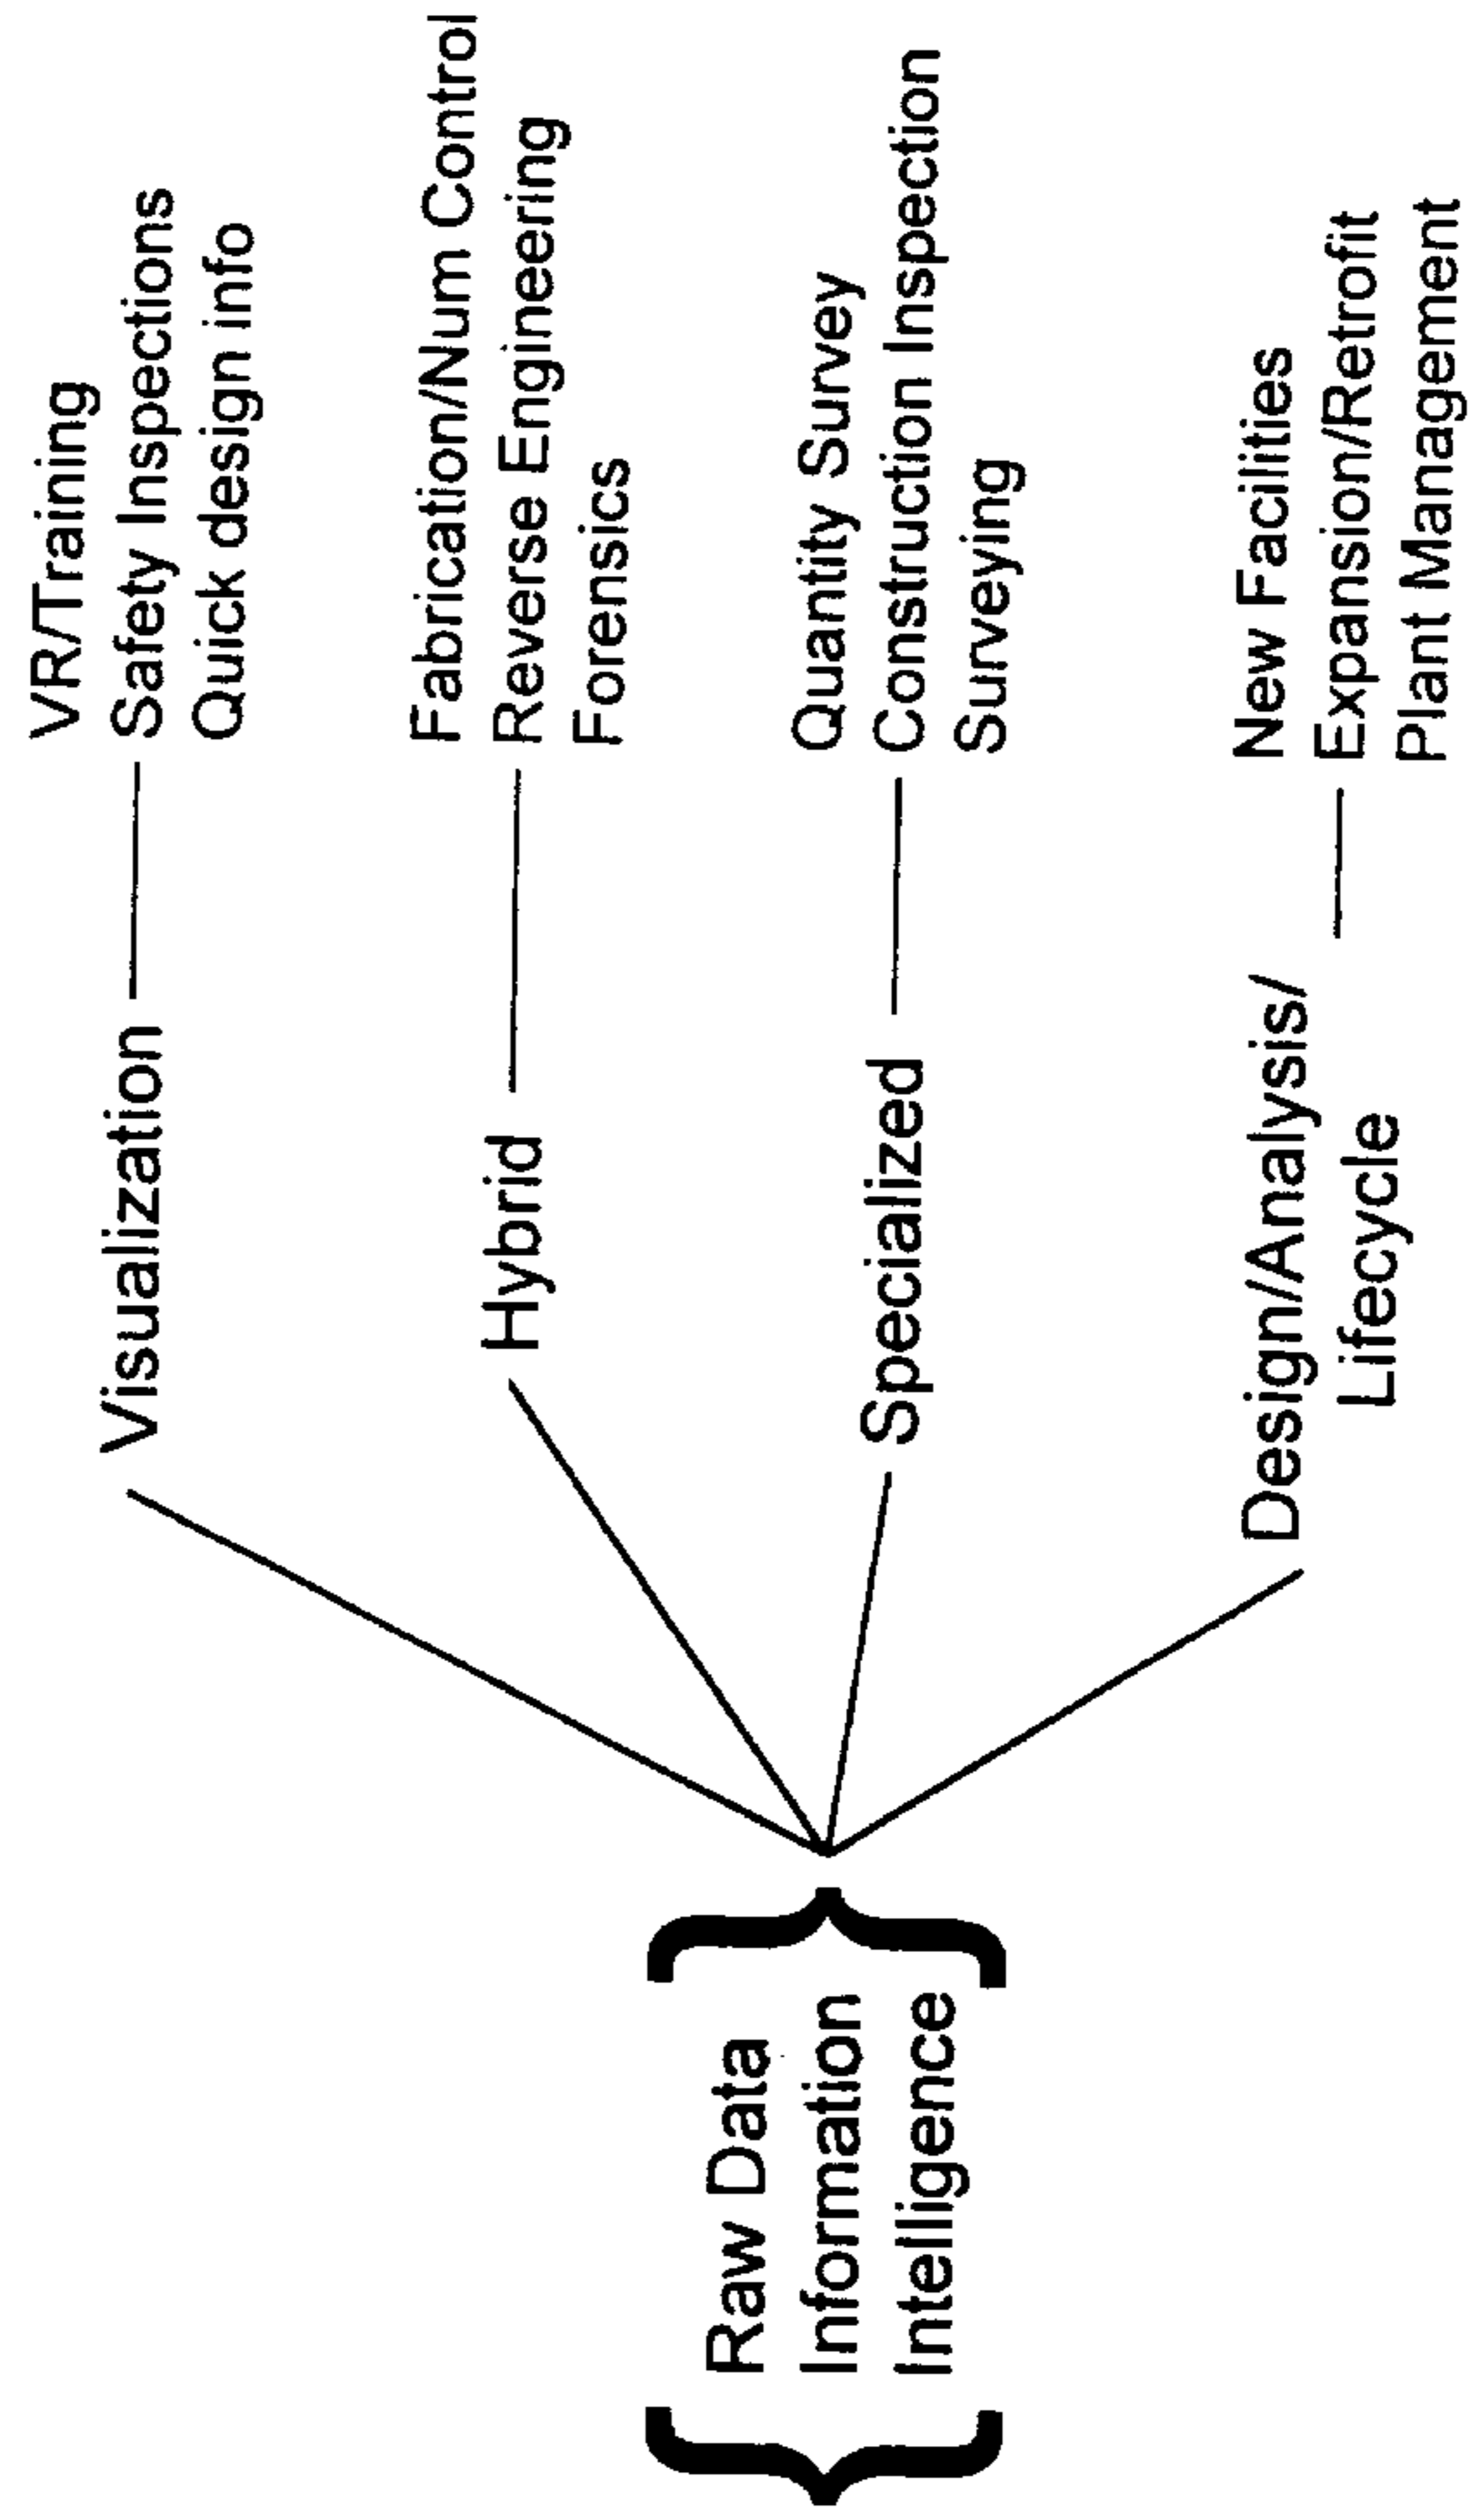 Raw Data
Information
Intelligence
Visualization
VR/Training
Safety Inspections
Quick design info
Hybrid
Fabrication/Num Control
Reverse Engineering
Forensics
Specialized
Quantity Survey
Construction Inspection
Surveying
Design/Analysis/
Lifecycle
New Facilities
Expansion/Retrofit
Plant Management